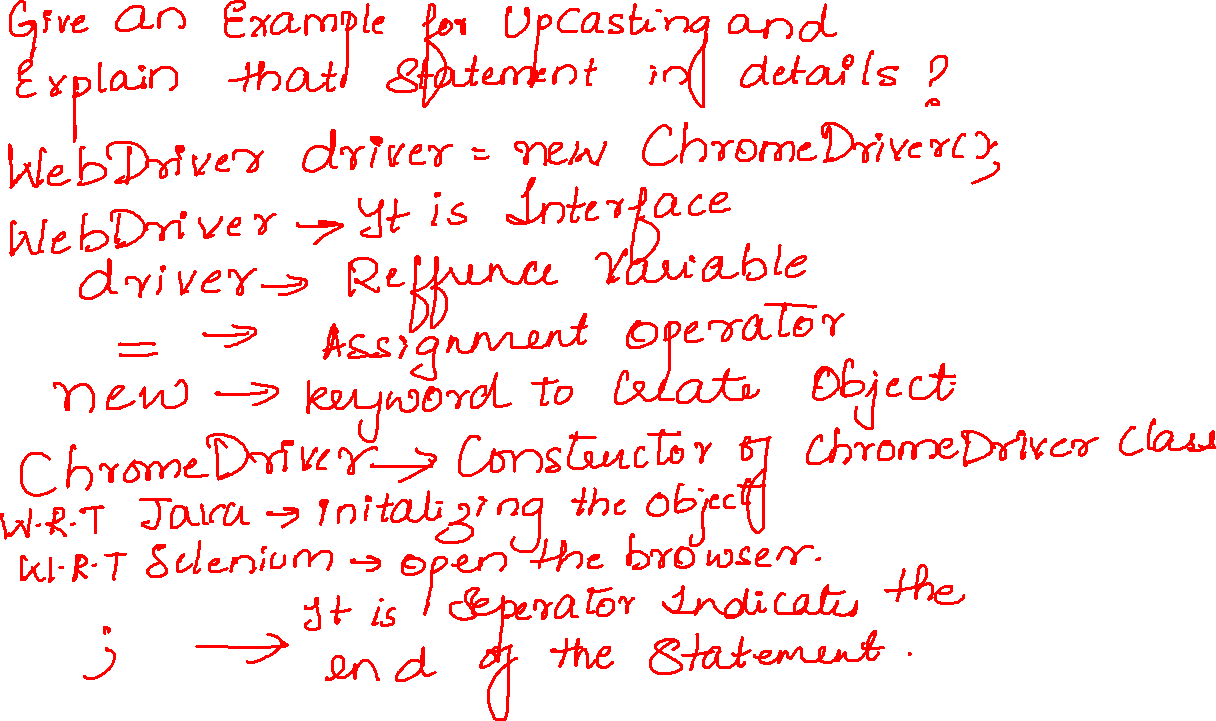 Give an Example for UpCasting and
Explain that Statement in details ?
WebDriver driver = new ChromeDriver();
WebDriver → It is Interface
driver → Reffrence Variable
= → Assignment operator
new → keyword to Create Object
ChromeDriver → Constructor of ChromeDriver Class
W.R.T Java → initalizing the object
W.R.T Selenium → open the browser.
; → It is Seperator Indicates the
end of the Statement .